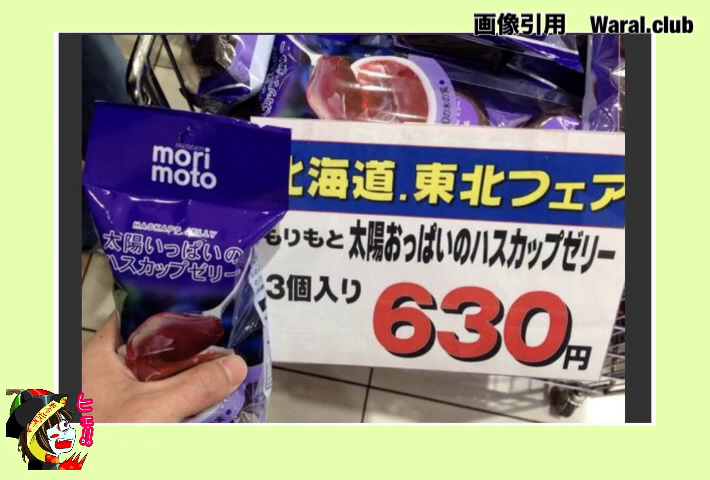 画像引用 Waral.club
mori
moto
HASKAPP JELLY
太陽いっぱいの
ハスカップゼリー
北海道.東北フェア
もりもと 太陽おっぱいのハスカップゼリー
3個入り 630円